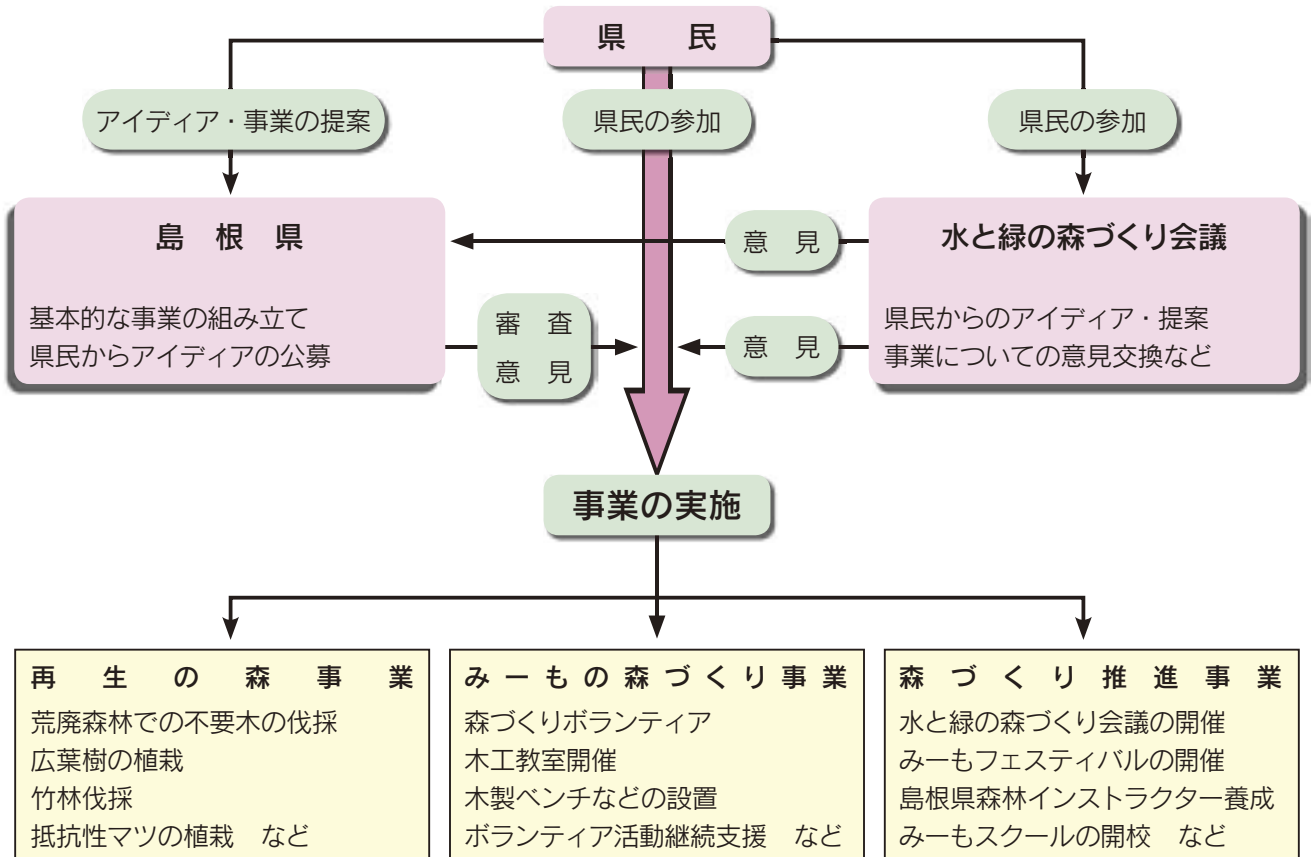 県　民
アイディア・事業の提案
県民の参加
県民の参加
島　根　県
基本的な事業の組み立て
県民からアイディアの公募
意　見
水と緑の森づくり会議
県民からのアイディア・提案
事業についての意見交換など
審　査
意　見
意　見
事業の実施
再生の森事業
荒廃森林での不要木の伐採
広葉樹の植栽
竹林伐採
抵抗性マツの植栽　など
みーもの森づくり事業
森づくりボランティア
木工教室開催
木製ベンチなどの設置
ボランティア活動継続支援　など
森づくり推進事業
水と緑の森づくり会議の開催
みーもフェスティバルの開催
島根県森林インストラクター養成
みーもスクールの開校　など